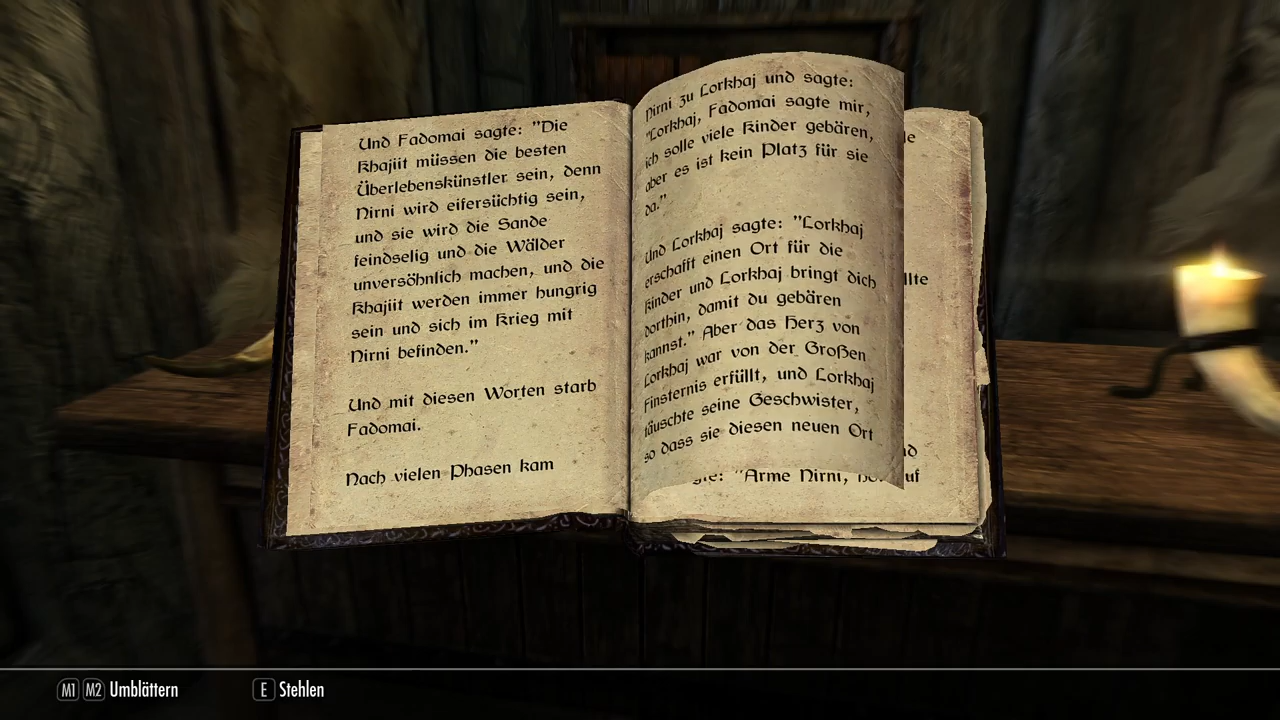 Und Fadomai sagte: "Die
Khajiit müssen die besten
Überlebenskünstler sein, denn
Nirni wird eifersüchtig sein,
und sie wird die Sande
feindselig und die Wälder
unversöhnlich machen, und die
Khajiit werden immer hungrig
sein und sich im Krieg mit
Nirni befinden."
Und mit diesen Worten starb
Fadomai.
Nach vielen Phasen kam
Nirni zu Lorkhaj und sagte:
"Lorkhaj, Fadomai sagte mir,
ich solle viele Kinder gebären,
aber es ist kein Platz für sie
da."
Und Lorkhaj sagte: "Lorkhaj
erschafft einen Ort für die
Kinder und Lorkhaj bringt dich
dorthin, damit du gebären
kannst." Aber das Herz von
Lorkhaj war von der Großen
Finsternis erfüllt, und Lorkhaj
täuschte seine Geschwister,
so dass sie diesen neuen Ort
"Arme Nirni,
M1 M2 Umblättern
E Stehlen